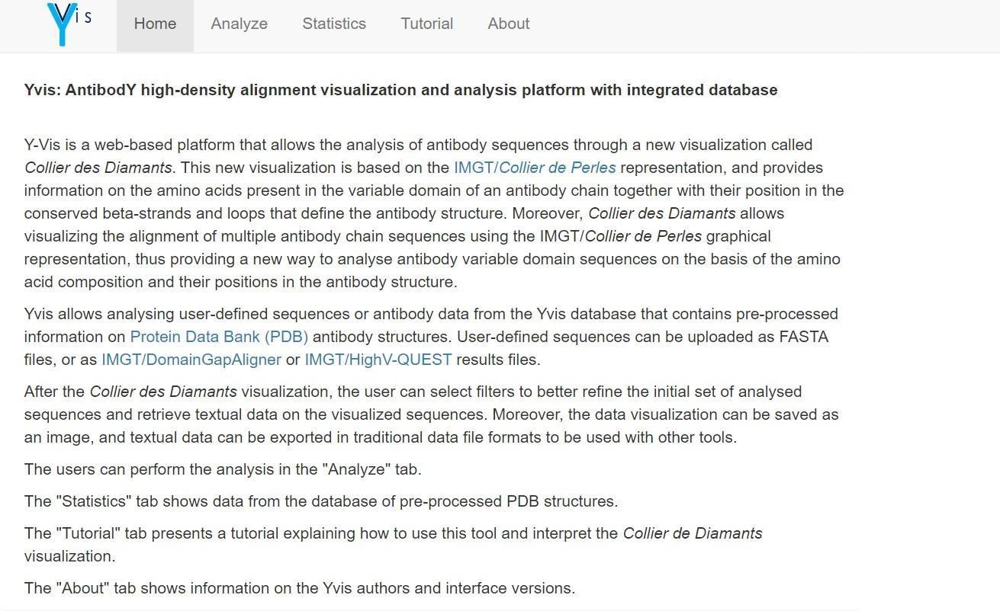 Yis
Home Analyze Statistics Tutorial About
Yvis: AntibodY high-density alignment visualization and analysis platform with integrated database
Y-Vis is a web-based platform that allows the analysis of antibody sequences through a new visualization called
Collier des Diamants. This new visualization is based on the IMGT/Collier de Perles representation, and provides
information on the amino acids present in the variable domain of an antibody chain together with their position in the
conserved beta-strands and loops that define the antibody structure. Moreover, Collier des Diamants allows
visualizing the alignment of multiple antibody chain sequences using the IMGT/Collier de Perles graphical
representation, thus providing a new way to analyse antibody variable domain sequences on the basis of the amino
acid composition and their positions in the antibody structure.
Yvis allows analysing user-defined sequences or antibody data from the Yvis database that contains pre-processed
information on Protein Data Bank (PDB) antibody structures. User-defined sequences can be uploaded as FASTA
files, or as IMGT/DomainGapAligner or IMGT/HighV-QUEST results files.
After the Collier des Diamants visualization, the user can select filters to better refine the initial set of analysed
sequences and retrieve textual data on the visualized sequences. Moreover, the data visualization can be saved as
an image, and textual data can be exported in traditional data file formats to be used with other tools.
The users can perform the analysis in the "Analyze" tab.
The "Statistics" tab shows data from the database of pre-processed PDB structures.
The "Tutorial" tab presents a tutorial explaining how to use this tool and interpret the Collier de Diamants
visualization.
The "About" tab shows information on the Yvis authors and interface versions.